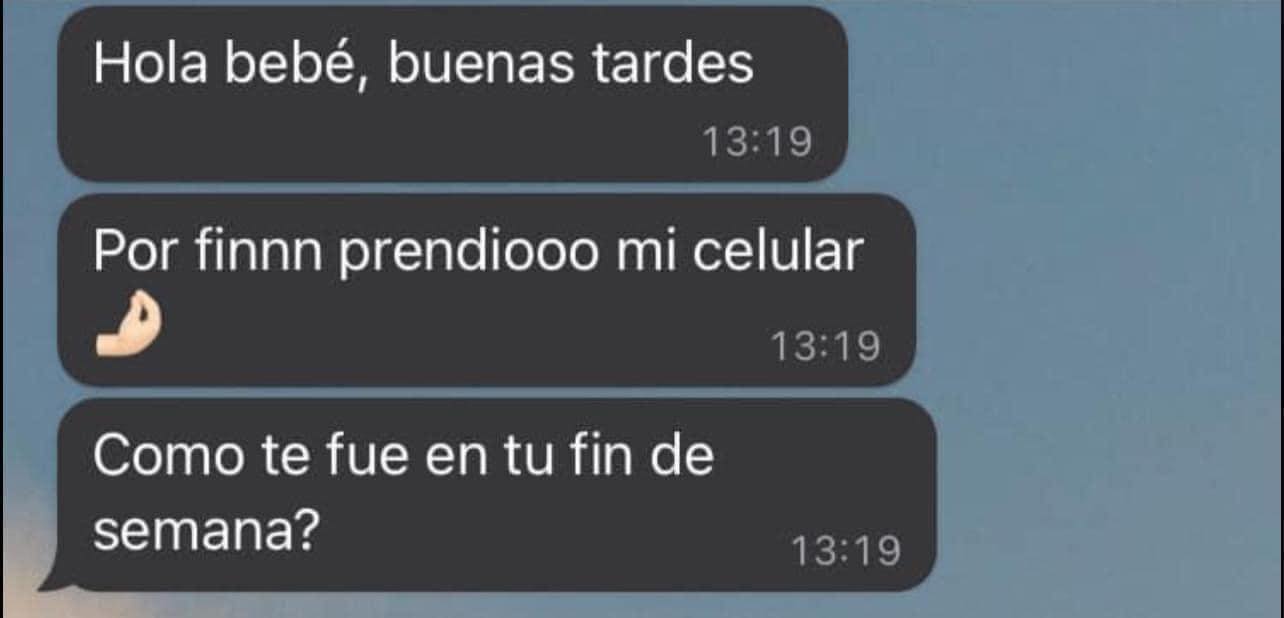 Hola bebé, buenas tardes
13:19
Por finnn prendiooo mi celular
🤌🏻
13:19
Como te fue en tu fin de
semana?
13:19